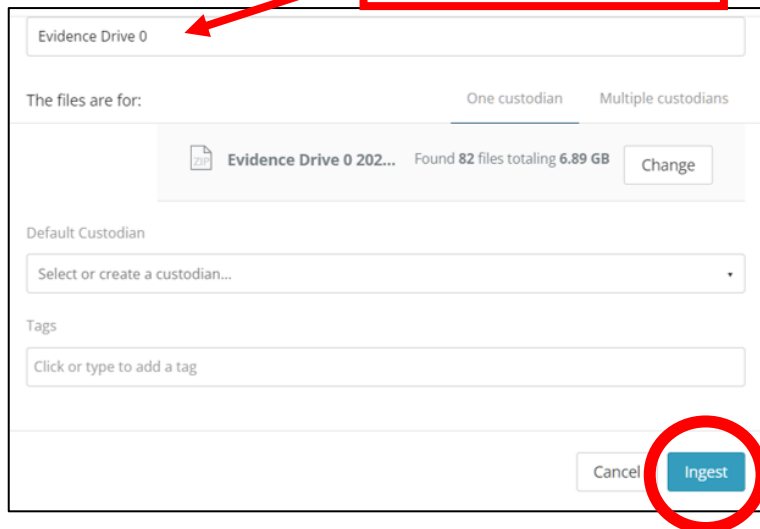 Evidence Drive 0
The files are for: One custodian Multiple custodians
ZIP Evidence Drive 0 202... Found 82 files totaling 6.89 GB Change
Default Custodian
Select or create a custodian...
Tags
Click or type to add a tag
Cancel Ingest